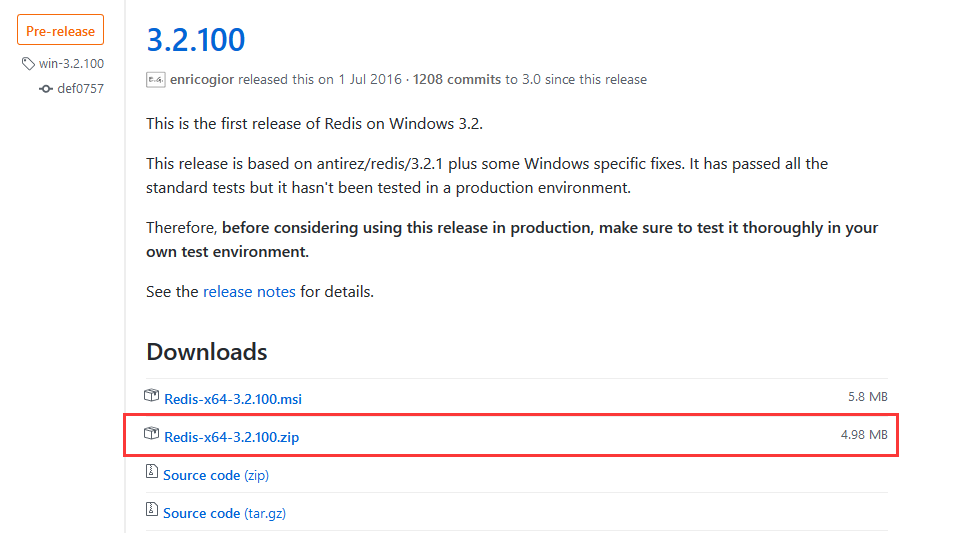 Pre-release
win-3.2.100
def0757
3.2.100
E.G. enricogior released this on 1 Jul 2016 · 1208 commits to 3.0 since this release
This is the first release of Redis on Windows 3.2.
This release is based on antirez/redis/3.2.1 plus some Windows specific fixes. It has passed all the
standard tests but it hasn't been tested in a production environment.
Therefore, before considering using this release in production, make sure to test it thoroughly in your
own test environment.
See the release notes for details.
Downloads
Redis-x64-3.2.100.msi 5.8 MB
Redis-x64-3.2.100.zip 4.98 MB
Source code (zip)
Source code (tar.gz)